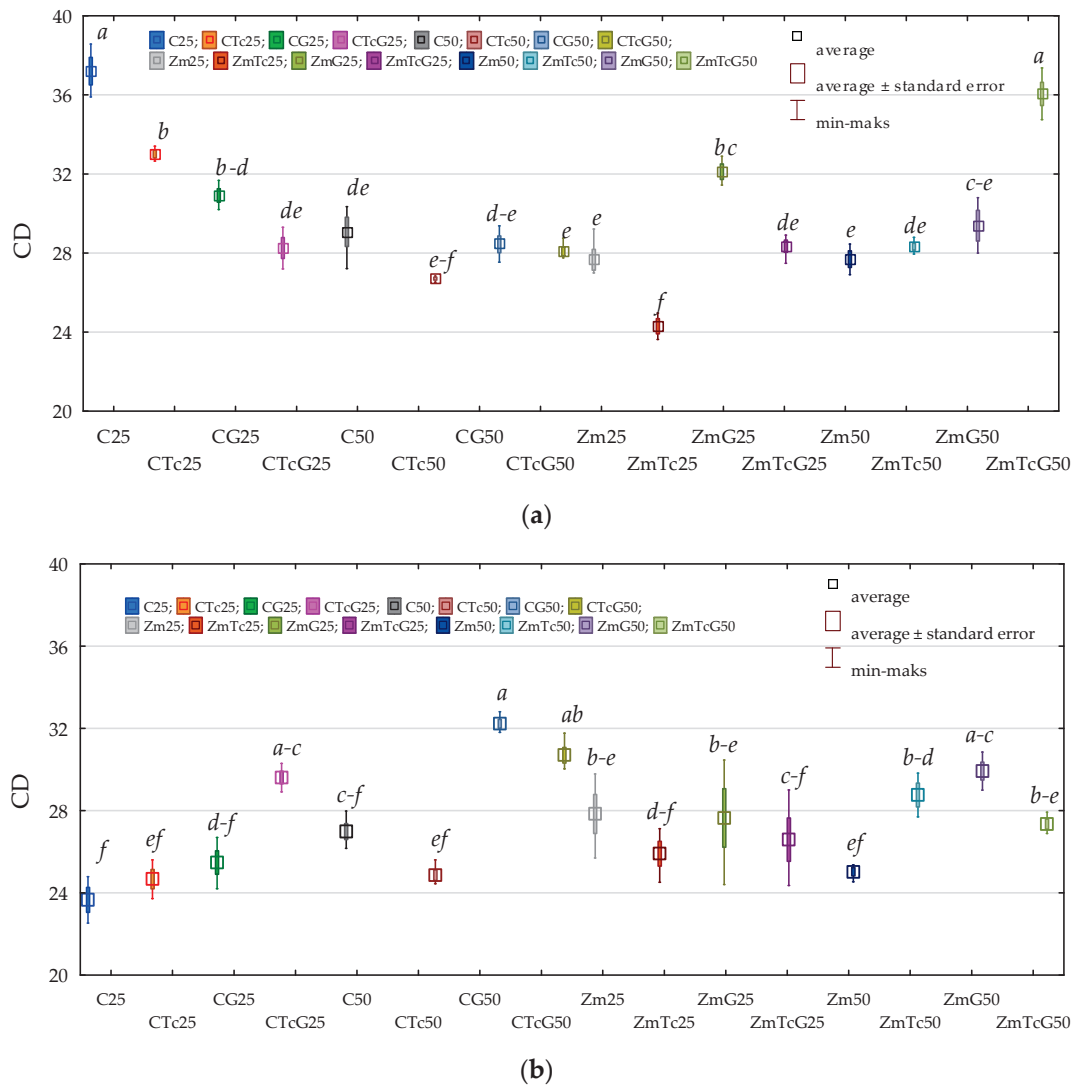 40
a
C25; CTc25; CG25; CTcG25; C50; CTc50; CG50; CTcG50;
Zm25; ZmTc25; ZmG25; ZmTcG25; Zm50; ZmTc50; ZmG50; ZmTcG50
average
average ± standard error
min-maks
a
36
b
b-d
bc
32
de
de
d-e
e
e
de
e
de
c-e
CD
28
e-f
f
24
20
C25 CG25 C50 CG50 Zm25 ZmG25 Zm50 ZmG50
CTc25 CTcG25 CTc50 CTcG50 ZmTc25 ZmTcG25 ZmTc50 ZmTcG50
(a)
40
C25; CTc25; CG25; CTcG25; C50; CTc50; CG50; CTcG50;
Zm25; ZmTc25; ZmG25; ZmTcG25; Zm50; ZmTc50; ZmG50; ZmTcG50
average
average ± standard error
min-maks
36
32
a
ab
a-c
b-e
b-e
b-d
a-c
CD
28
f
ef
d-f
c-f
ef
d-f
c-f
ef
b-e
24
20
C25 CG25 C50 CG50 Zm25 ZmG25 Zm50 ZmG50
CTc25 CTcG25 CTc50 CTcG50 ZmTc25 ZmTcG25 ZmTc50 ZmTcG50
(b)